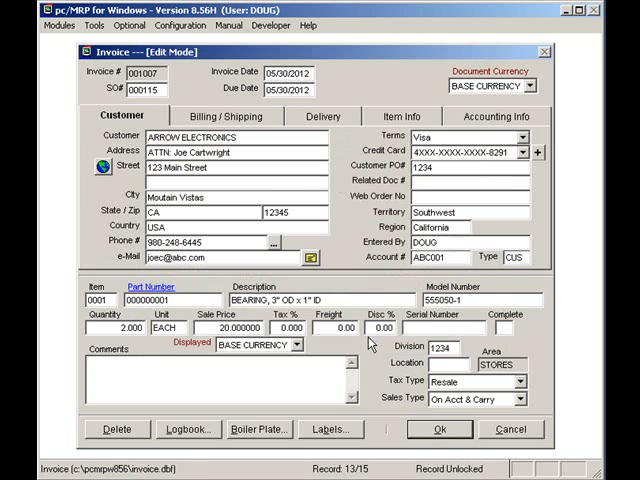 pc/MRP for Windows - Version 8.56H (User: DOUG)
Modules Tools Optional Configuration Manual Developer Help
Invoice --- [Edit Mode]
Invoice # 001007 Invoice Date 05/30/2012 Document Currency
SO# 000115 Due Date 05/30/2012 BASE CURRENCY
Customer Billing / Shipping Delivery Item Info Accounting Info
Customer ARROW ELECTRONICS Terms Visa
Address ATTN: Joe Cartwright Credit Card 4XXX-XXXX-XXXX-8291 +
Street 123 Main Street Customer PO# 1234
Related Doc #
City Moutain Vistas Web Order No
State / Zip CA 12345 Territory Southwest
Country USA Region California
Phone # 980-248-6445 ... Entered By DOUG
e-Mail joec@abc.com Account # ABC001 Type CUS
Item Part Number Description Model Number
0001 000000001 BEARING, 3" OD x 1" ID 555050-1
Quantity Unit Sale Price Tax % Freight Disc % Serial Number Complete
2.000 EACH 20.000000 0.000 0.00 0.00
Displayed BASE CURRENCY Division 1234
Comments Location Area
STORES
Tax Type Resale
Sales Type On Acct & Carry
Delete Logbook... Boiler Plate... Labels... Ok Cancel
Invoice (c:\pcmrpw856\invoice.dbf) Record: 13/15 Record Unlocked